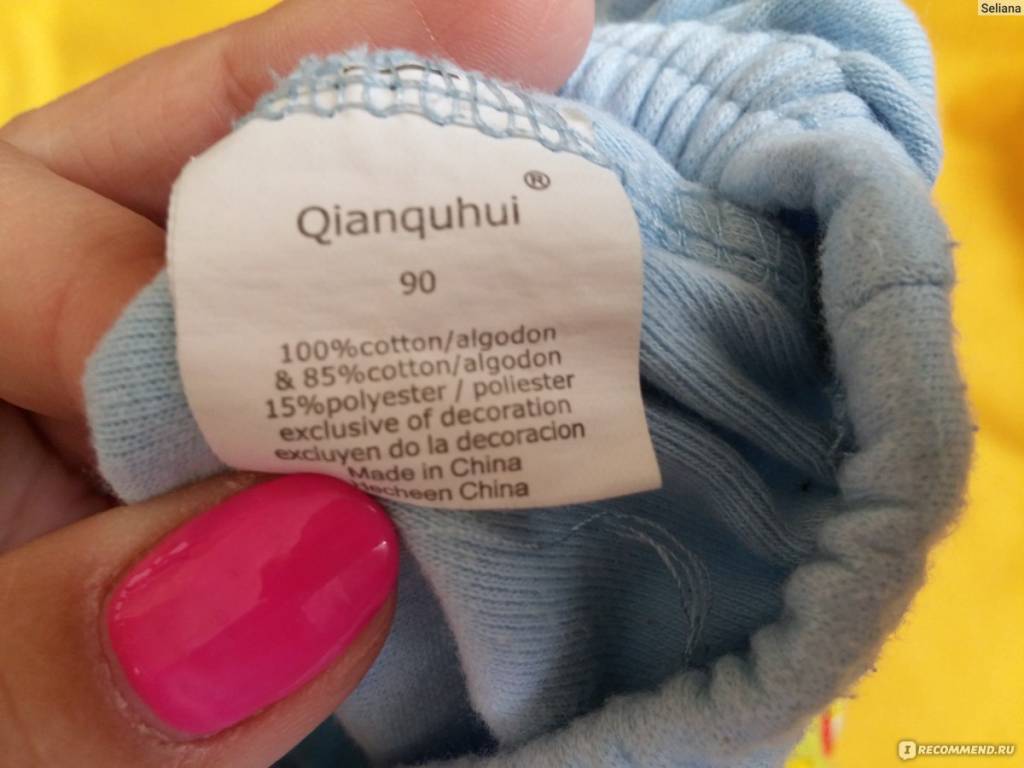 Seliana
Qianquhui®
90
100%cotton/algodon
& 85%cotton/algodon
15%polyester / poliester
exclusive of decoration
excluyen do la decoracion
Made in China
China
IRECOMMEND.RU